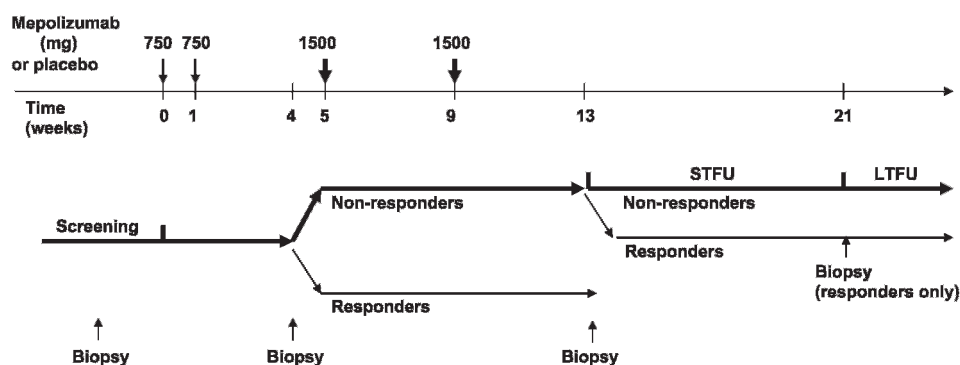 Mepolizumab
(mg)
or placebo
750 750 1500 1500
Time
(weeks)
0 1 4 5 9 13 21
STFU LTFU
Non-responders Non-responders
Screening
Responders
Biopsy
(responders only)
Responders
Biopsy Biopsy Biopsy